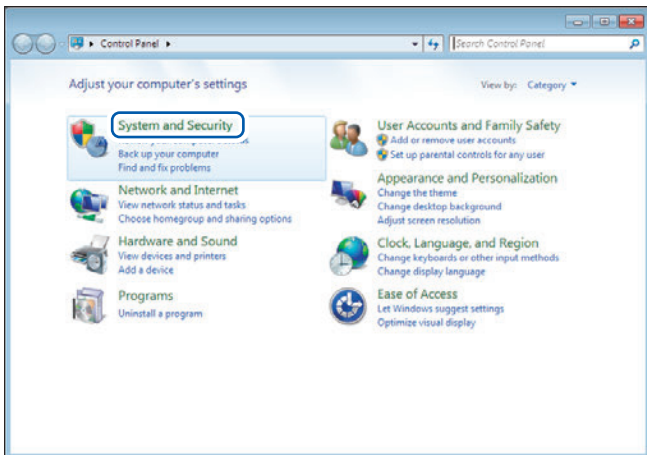 Control Panel
Search Control Panel
Adjust your computer's settings
View by: Category
System and Security
Back up your computer
Find and fix problems
Network and Internet
View network status and tasks
Choose homegroup and sharing options
Hardware and Sound
View devices and printers
Add a device
Programs
Uninstall a program
User Accounts and Family Safety
Add or remove user accounts
Set up parental controls for any user
Appearance and Personalization
Change the theme
Change desktop background
Adjust screen resolution
Clock, Language, and Region
Change keyboards or other input methods
Change display language
Ease of Access
Let Windows suggest settings
Optimize visual display